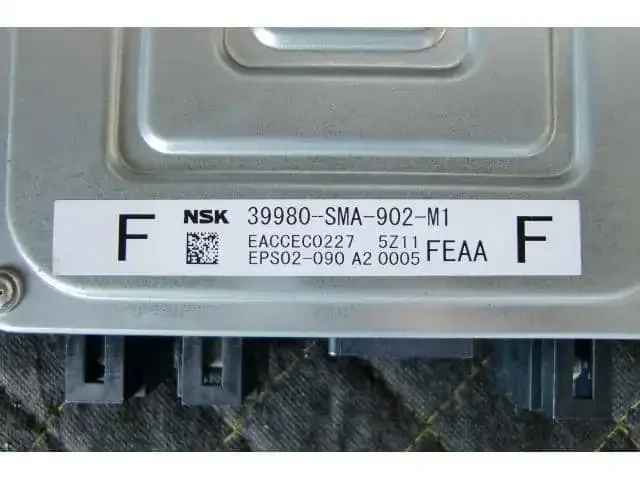 F NSK 39980-SMA-902-M1 F
EACCEC0227 5Z11
EPS02-090 A2 0005 FEAA